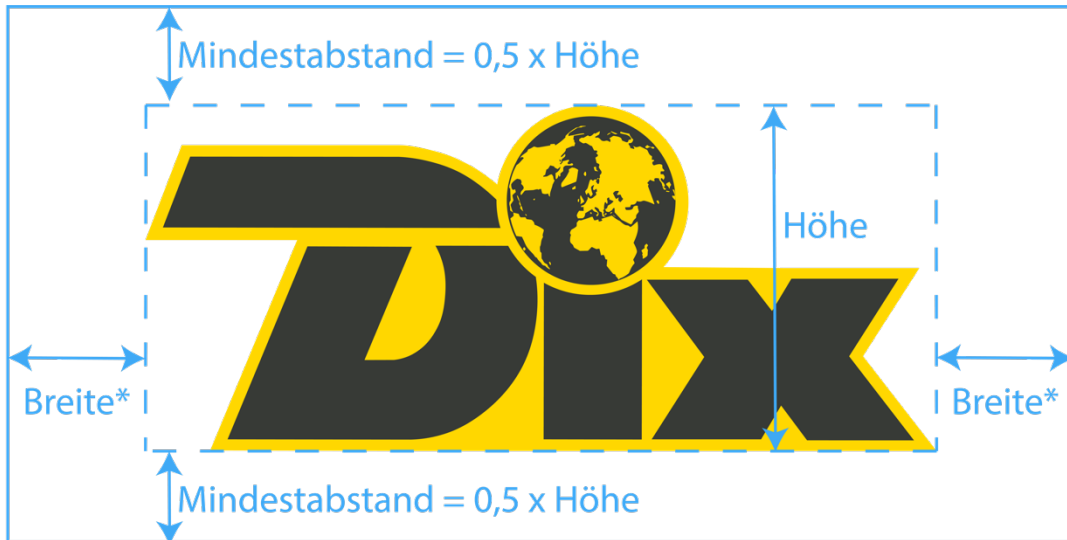 Mindestabstand = 0,5 x Höhe
Dix
Höhe
Breite*
Breite*
Mindestabstand = 0,5 x Höhe